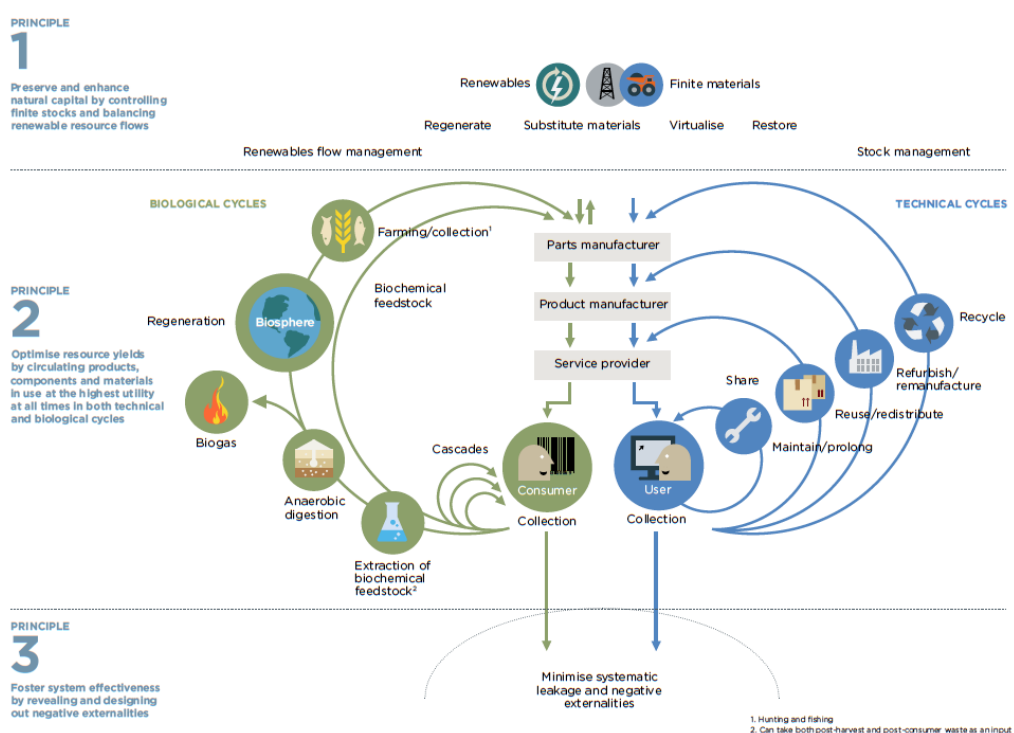 PRINCIPLE
1
Preserve and enhance
natural capital by controlling
finite stocks and balancing
renewable resource flows
Renewables
Finite materials
Regenerate
Substitute materials
Virtualise
Restore
Renewables flow management
Stock management
PRINCIPLE
2
Optimise resource yields
by circulating products,
components and materials
in use at the highest utility
at all times in both technical
and biological cycles
BIOLOGICAL CYCLES
TECHNICAL CYCLES
Farming/collection¹
Parts manufacturer
Biochemical
feedstock
Product manufacturer
Regeneration
Biosphere
Recycle
Service provider
Share
Refurbish/
remanufacture
Reuse/redistribute
Biogas
Maintain/prolong
Cascades
Consumer
User
Anaerobic
digestion
Collection
Collection
Extraction of
biochemical
feedstock²
PRINCIPLE
3
Foster system effectiveness
by revealing and designing
out negative externalities
Minimise systematic
leakage and negative
externalities
1. Hunting and fishing
2. Can take both post-harvest and post-consumer waste as an input